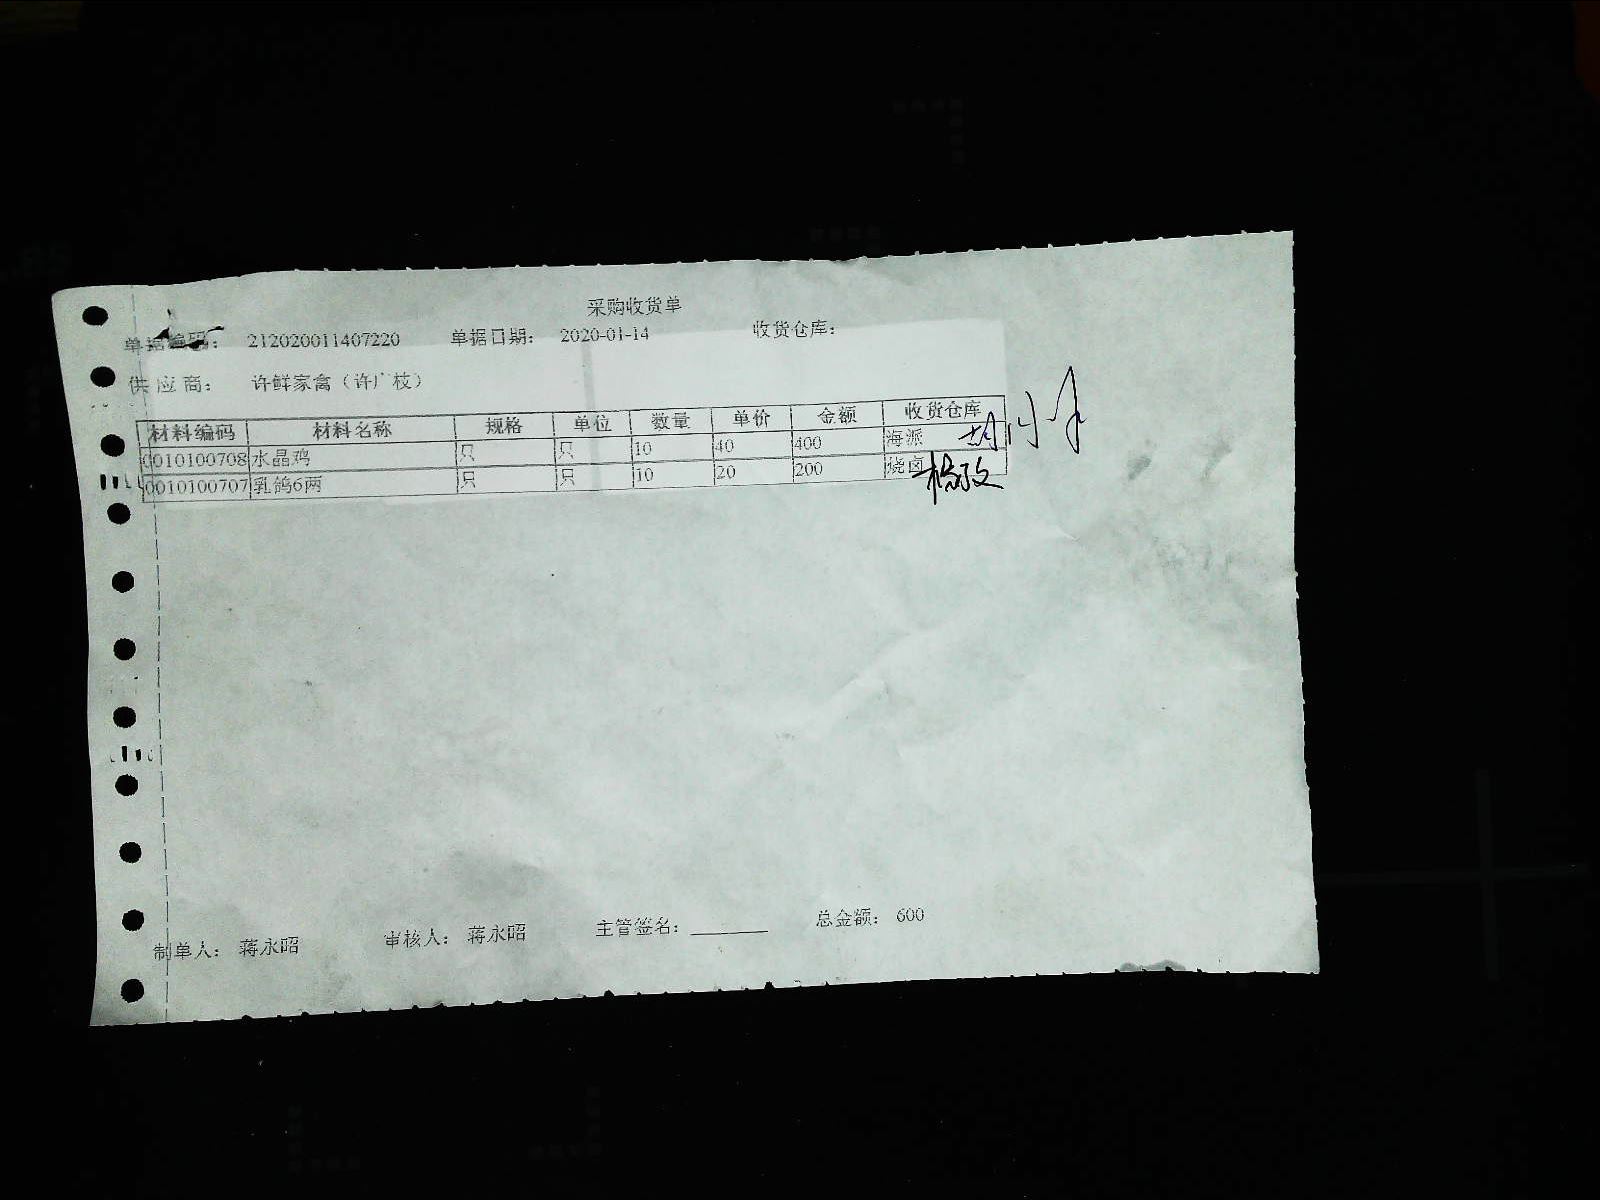 采购收货单
单据编码： 212020011407220 单据日期： 2020-01-14 收货仓库：
供应商： 许鲜家禽（许广枝）
材料编码 材料名称 规格 单位 数量 单价 金额 收货仓库
0010100708 水晶鸡 只 只 10 40 400 海派
0010100707 乳鸽6两 只 只 10 20 200 烧卤
制单人： 蒋永昭 审核人： 蒋永昭 主管签名： 总金额： 600